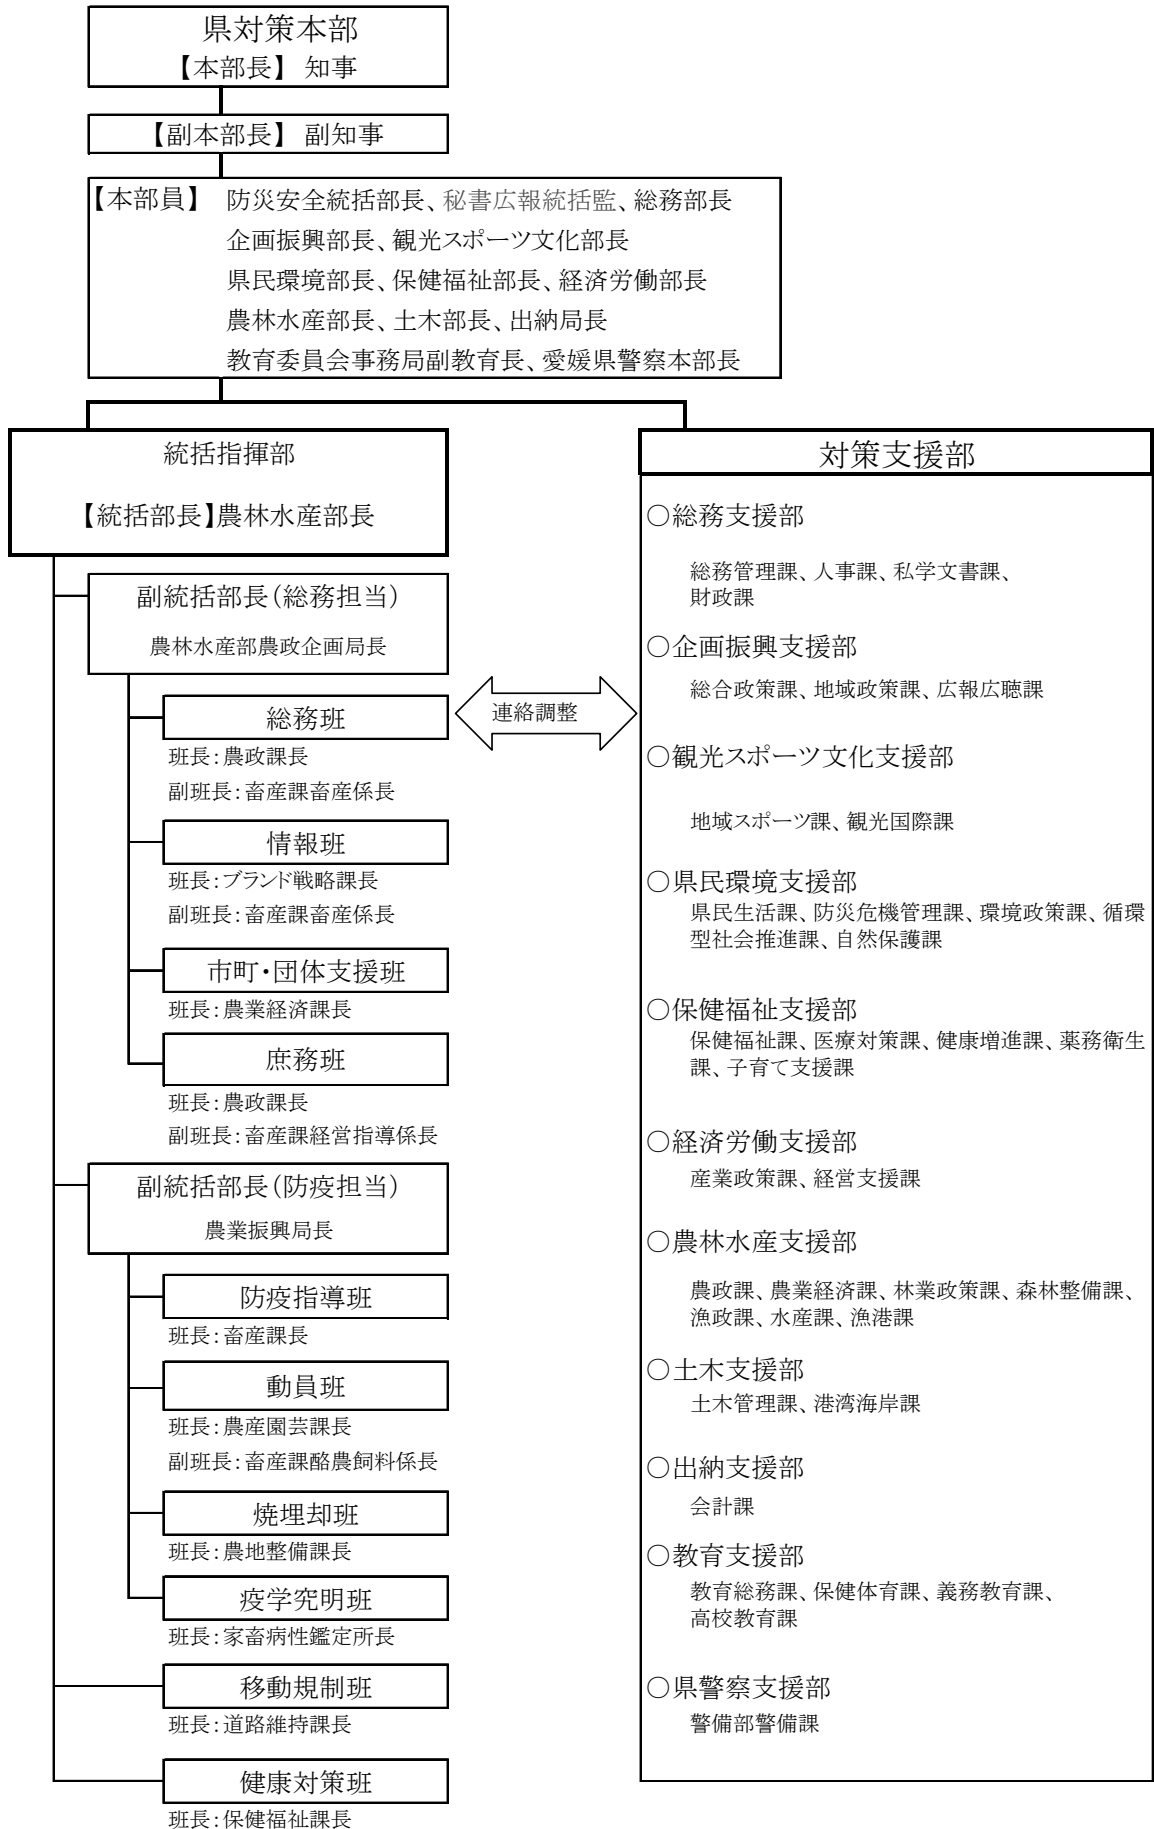 県対策本部
【本部長】 知事
【副本部長】 副知事
【本部員】 防災安全統括部長、秘書広報統括監、総務部長
企画振興部長、観光スポーツ文化部長
県民環境部長、保健福祉部長、経済労働部長
農林水産部長、土木部長、出納局長
教育委員会事務局副教育長、愛媛県警察本部長
統括指揮部
【統括部長】農林水産部長
副統括部長（総務担当）
農林水産部農政企画局長
総務班
班長：農政課長
副班長：畜産課畜産係長
情報班
班長：ブランド戦略課長
副班長：畜産課畜産係長
市町・団体支援班
班長：農業経済課長
庶務班
班長：農政課長
副班長：畜産課経営指導係長
副統括部長（防疫担当）
農業振興局長
防疫指導班
班長：畜産課長
動員班
班長：農産園芸課長
副班長：畜産課酪農飼料係長
焼埋却班
班長：農地整備課長
疫学究明班
班長：家畜病性鑑定所長
移動規制班
班長：道路維持課長
健康対策班
班長：保健福祉課長
連絡調整
対策支援部
○総務支援部
総務管理課、人事課、私学文書課、
財政課
○企画振興支援部
総合政策課、地域政策課、広報広聴課
○観光スポーツ文化支援部
地域スポーツ課、観光国際課
○県民環境支援部
県民生活課、防災危機管理課、環境政策課、循環
型社会推進課、自然保護課
○保健福祉支援部
保健福祉課、医療対策課、健康増進課、薬務衛生
課、子育て支援課
○経済労働支援部
産業政策課、経営支援課
○農林水産支援部
農政課、農業経済課、林業政策課、森林整備課、
漁政課、水産課、漁港課
○土木支援部
土木管理課、港湾海岸課
○出納支援部
会計課
○教育支援部
教育総務課、保健体育課、義務教育課、
高校教育課
○県警察支援部
警備部警備課